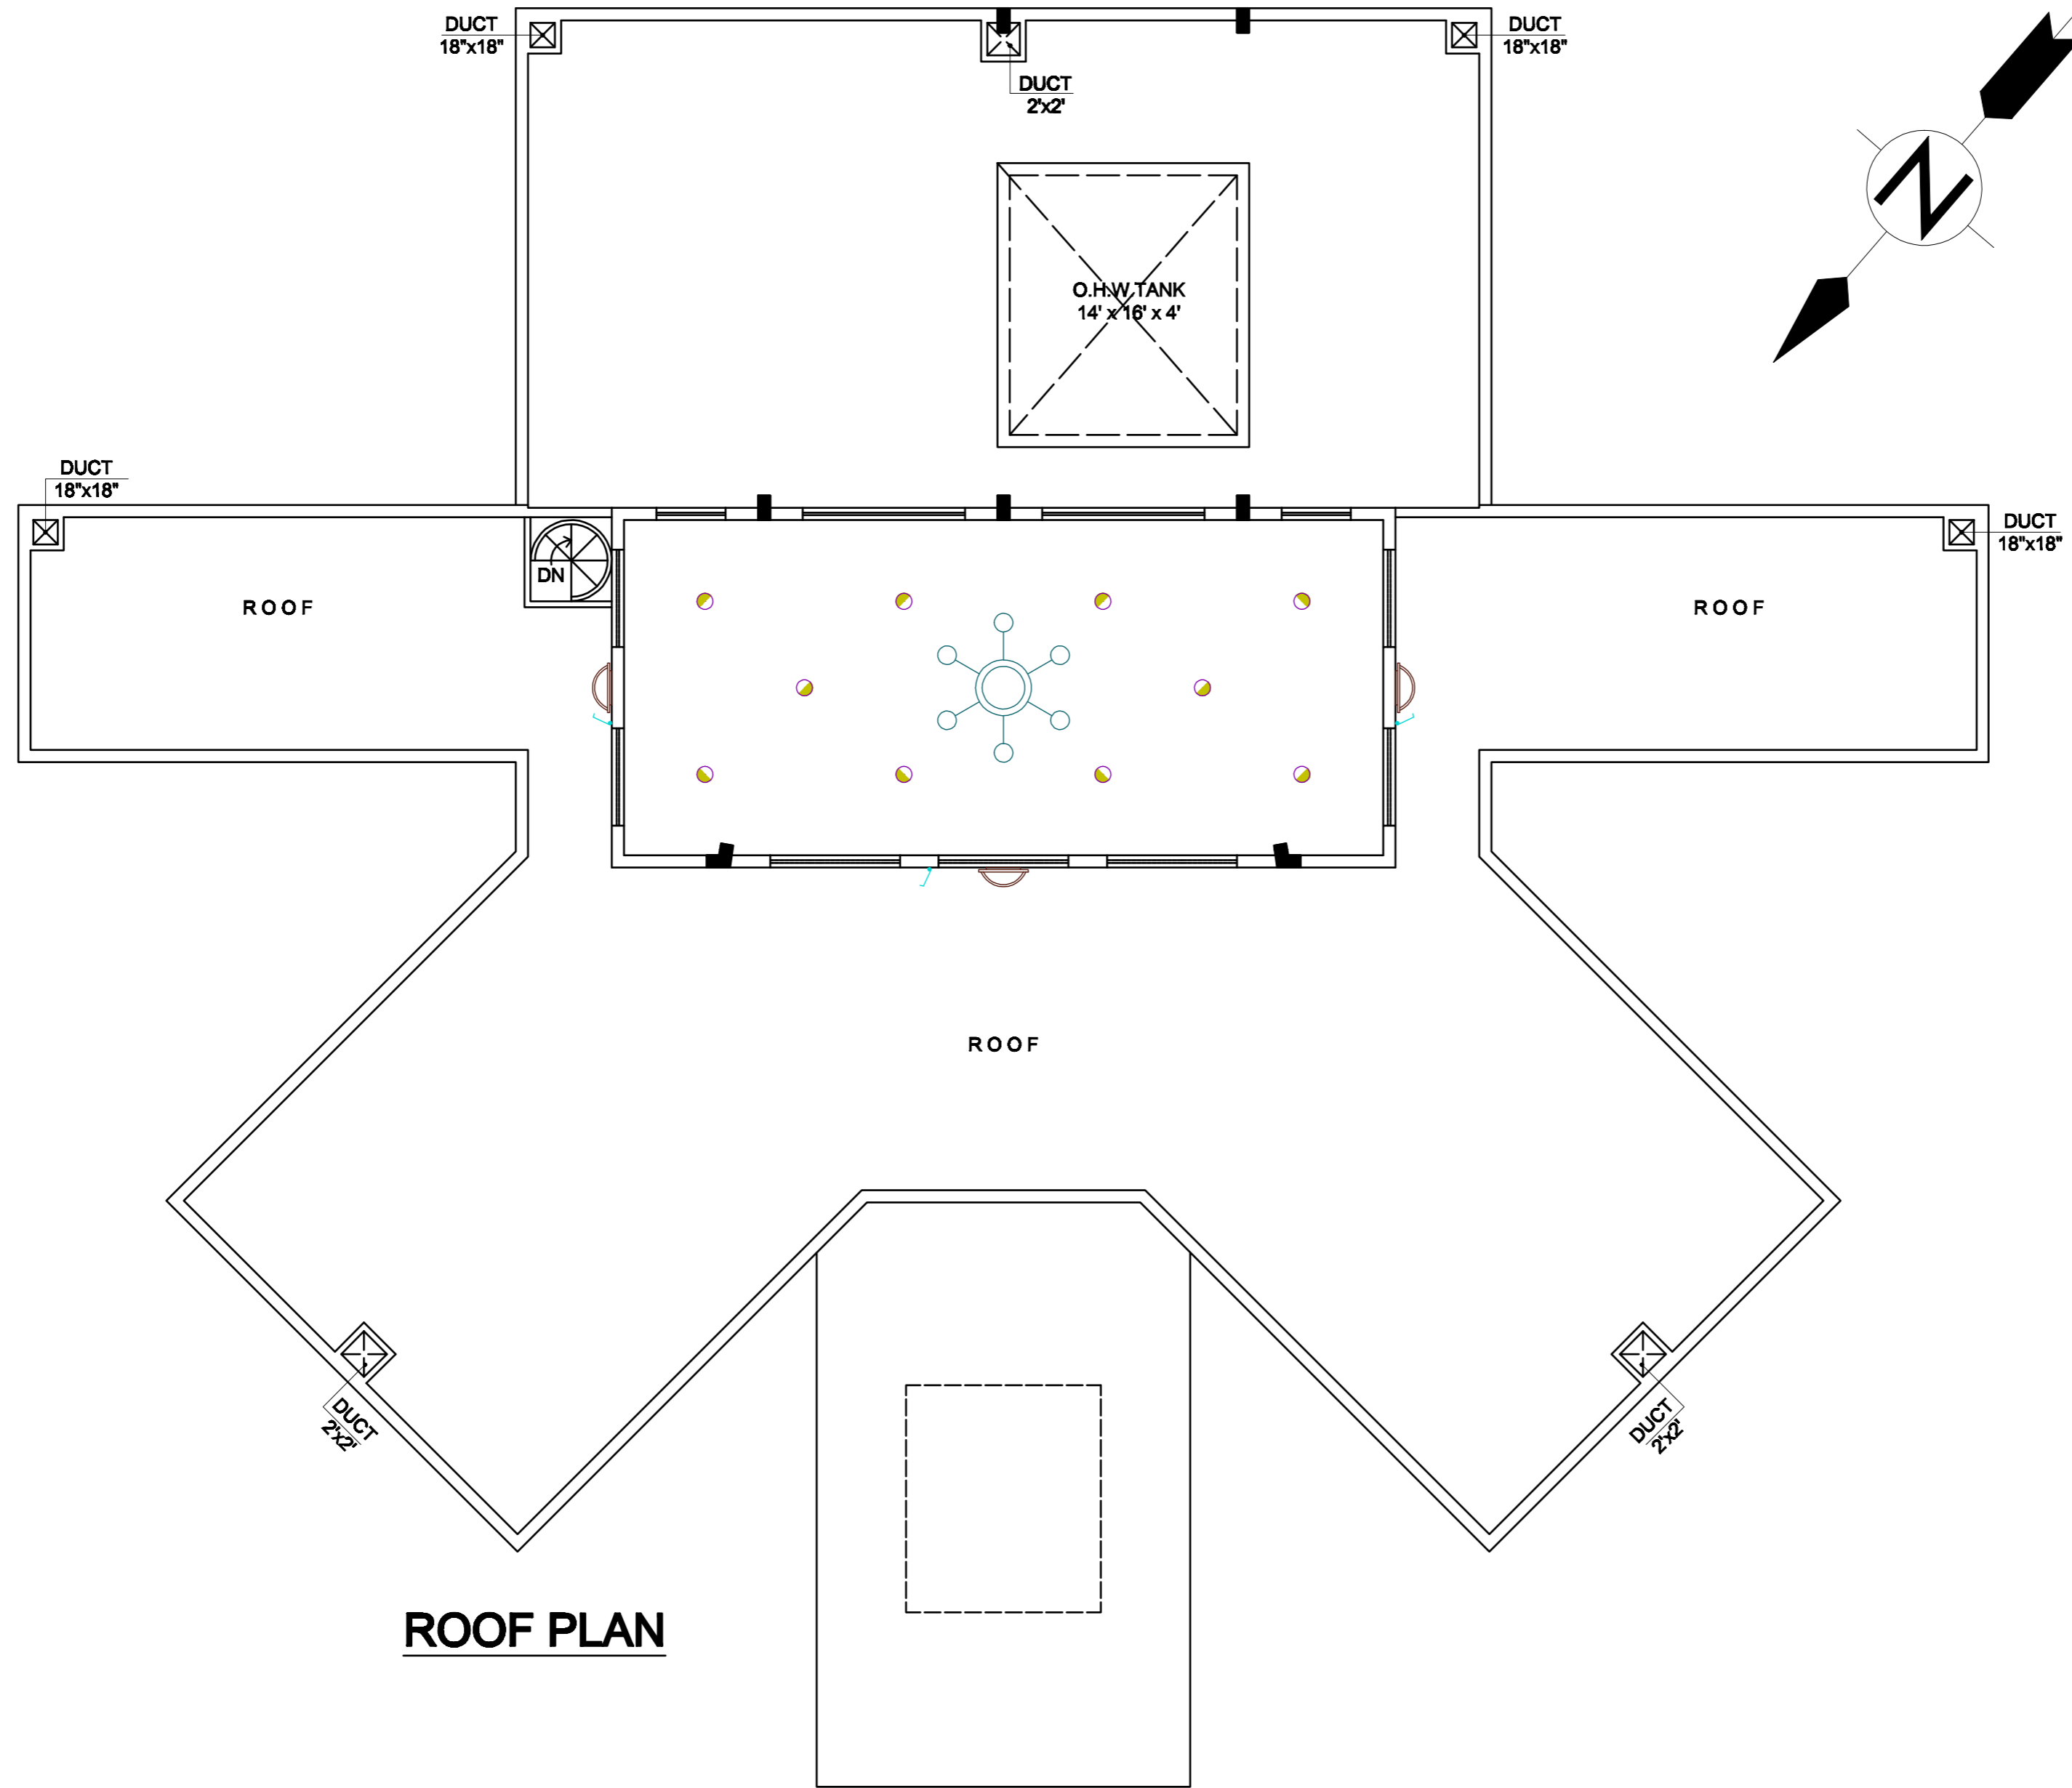 DUCT
18"x18"
DUCT
2'x2'
DUCT
18"x18"
N
O.H.W.TANK
14' x 16' x 4'
DUCT
18"x18"
DUCT
18"x18"
DN
ROOF
ROOF
ROOF
DUCT
2'x2'
DUCT
2'x2'
ROOF PLAN